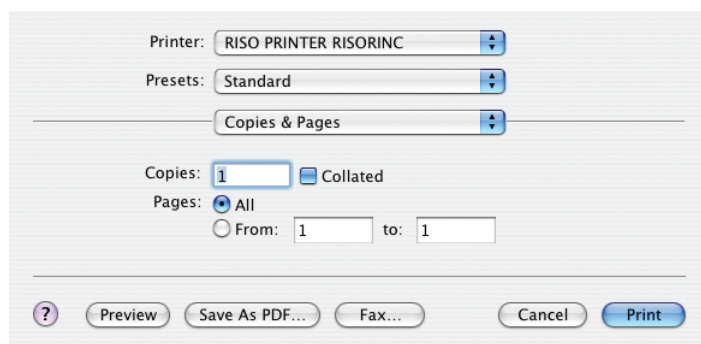 Printer: RISO PRINTER RISORINC
Presets: Standard
Copies & Pages
Copies: 1 Collated
Pages: All
From: 1 to: 1
? Preview Save As PDF... Fax... Cancel Print